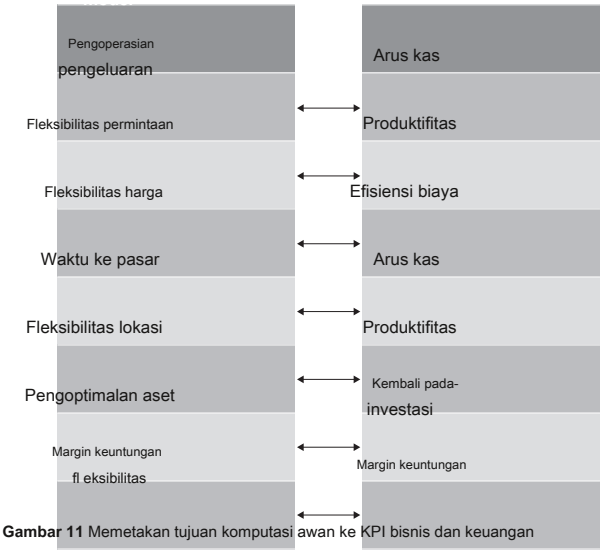 Pengoperasian
pengeluaran
Arus kas
Fleksibilitas permintaan
Produktifitas
Fleksibilitas harga
Efisiensi biaya
Waktu ke pasar
Arus kas
Fleksibilitas lokasi
Produktifitas
Pengoptimalan aset
Kembali pada-
investasi
Margin keuntungan
fl eksibilitas
Margin keuntungan
Gambar 11 Memetakan tujuan komputasi awan ke KPI bisnis dan keuangan